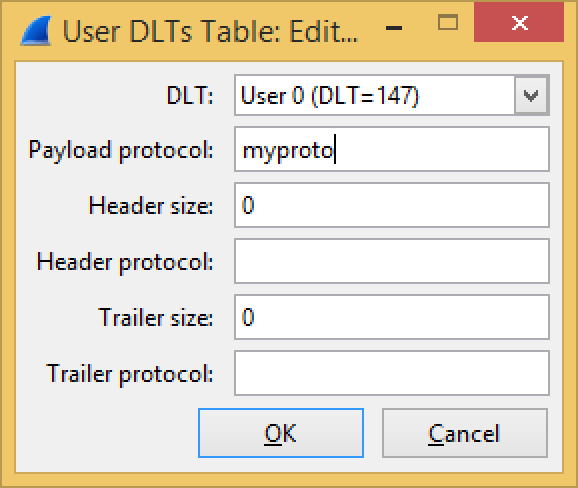 User DLTs Table: Edit...
DLT: User 0 (DLT=147)
Payload protocol: myproto
Header size: 0
Header protocol:
Trailer size: 0
Trailer protocol:
OK Cancel